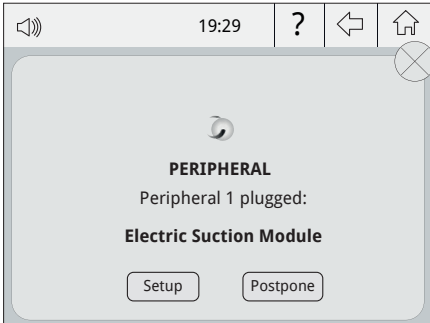 19:29
?
PERIPHERAL
Peripheral 1 plugged:
Electric Suction Module
Setup Postpone